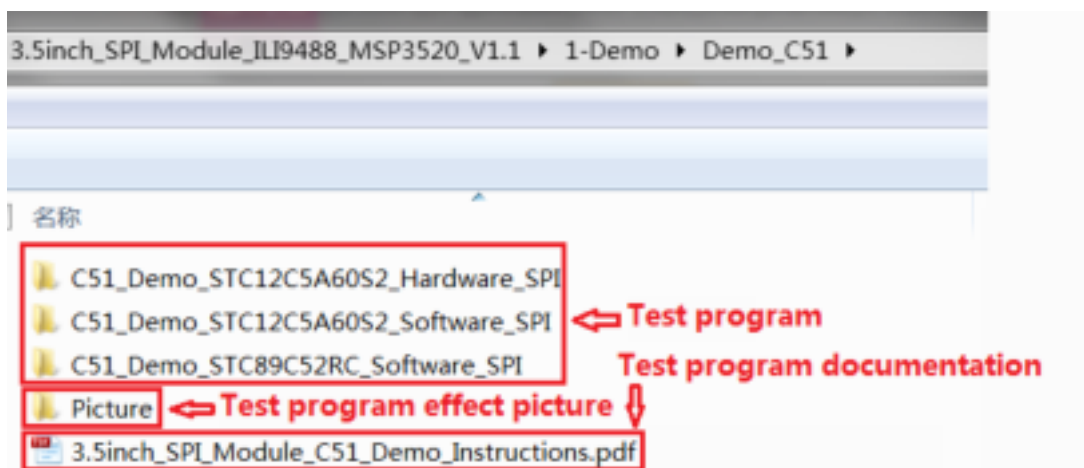 3.5inch_SPI_Module_ILI9488_MSP3520_V1.1 ▸ 1-Demo ▸ Demo_C51 ▸
名称
C51_Demo_STC12C5A60S2_Hardware_SPI
C51_Demo_STC12C5A60S2_Software_SPI
Test program
C51_Demo_STC89C52RC_Software_SPI
Test program documentation
Picture
Test program effect picture
3.5inch_SPI_Module_C51_Demo_Instructions.pdf